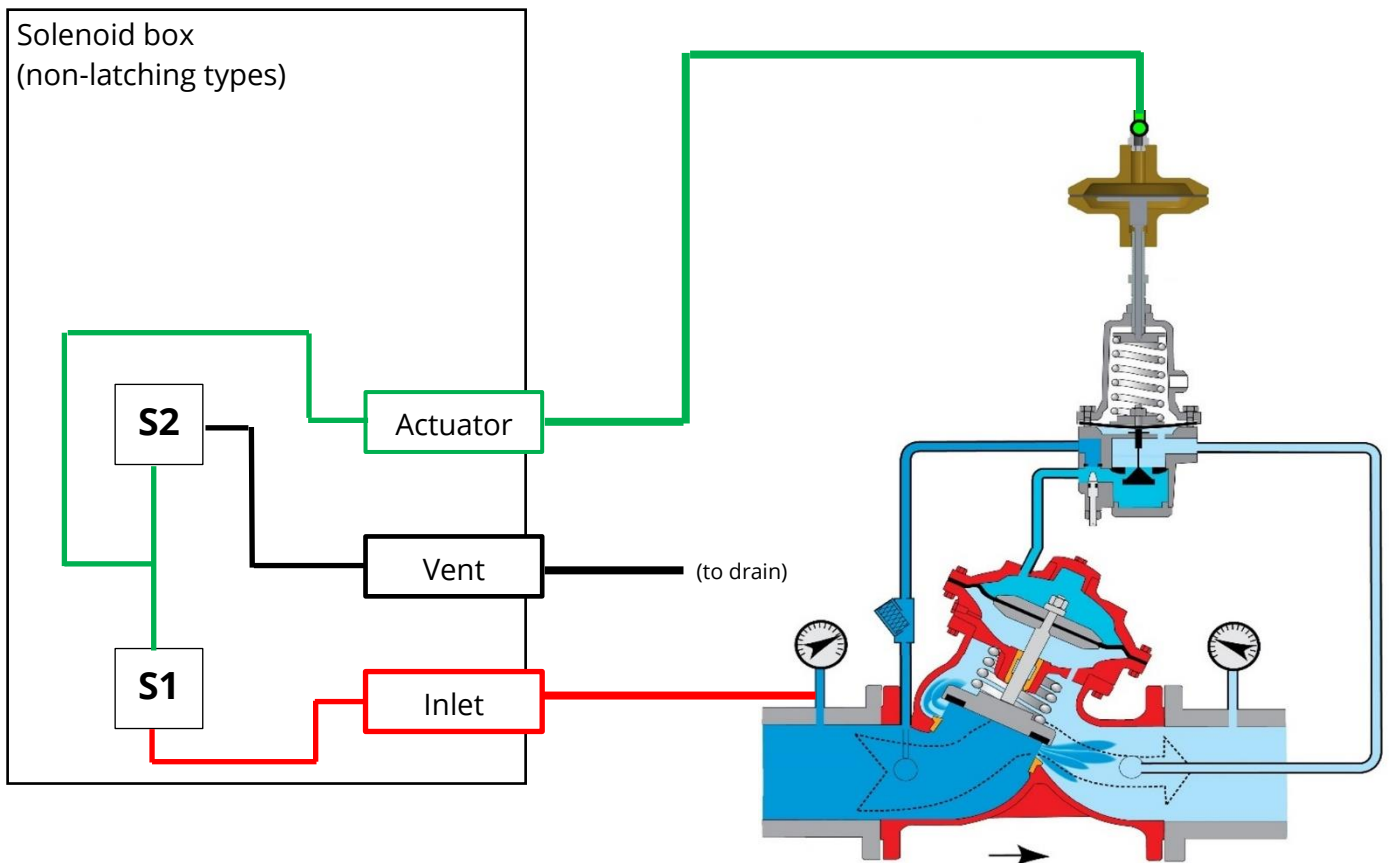 Solenoid box
(non-latching types)
S2
Actuator
Vent
(to drain)
S1
Inlet